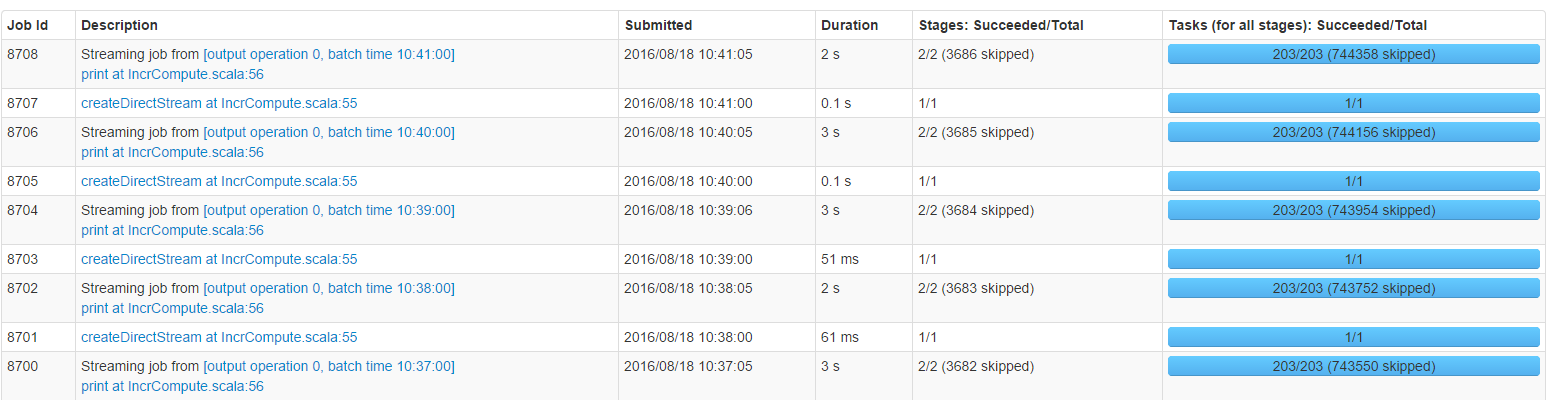 Job Id Description Submitted Duration Stages: Succeeded/Total Tasks (for all stages): Succeeded/Total
8708 Streaming job from [output operation 0, batch time 10:41:00] 2016/08/18 10:41:05 2 s 2/2 (3686 skipped) 203/203 (744358 skipped)
print at IncrCompute.scala:56
8707 createDirectStream at IncrCompute.scala:55 2016/08/18 10:41:00 0.1 s 1/1 1/1
8706 Streaming job from [output operation 0, batch time 10:40:00] 2016/08/18 10:40:05 3 s 2/2 (3685 skipped) 203/203 (744156 skipped)
print at IncrCompute.scala:56
8705 createDirectStream at IncrCompute.scala:55 2016/08/18 10:40:00 0.1 s 1/1 1/1
8704 Streaming job from [output operation 0, batch time 10:39:00] 2016/08/18 10:39:06 3 s 2/2 (3684 skipped) 203/203 (743954 skipped)
print at IncrCompute.scala:56
8703 createDirectStream at IncrCompute.scala:55 2016/08/18 10:39:00 51 ms 1/1 1/1
8702 Streaming job from [output operation 0, batch time 10:38:00] 2016/08/18 10:38:05 2 s 2/2 (3683 skipped) 203/203 (743752 skipped)
print at IncrCompute.scala:56
8701 createDirectStream at IncrCompute.scala:55 2016/08/18 10:38:00 61 ms 1/1 1/1
8700 Streaming job from [output operation 0, batch time 10:37:00] 2016/08/18 10:37:05 3 s 2/2 (3682 skipped) 203/203 (743550 skipped)
print at IncrCompute.scala:56